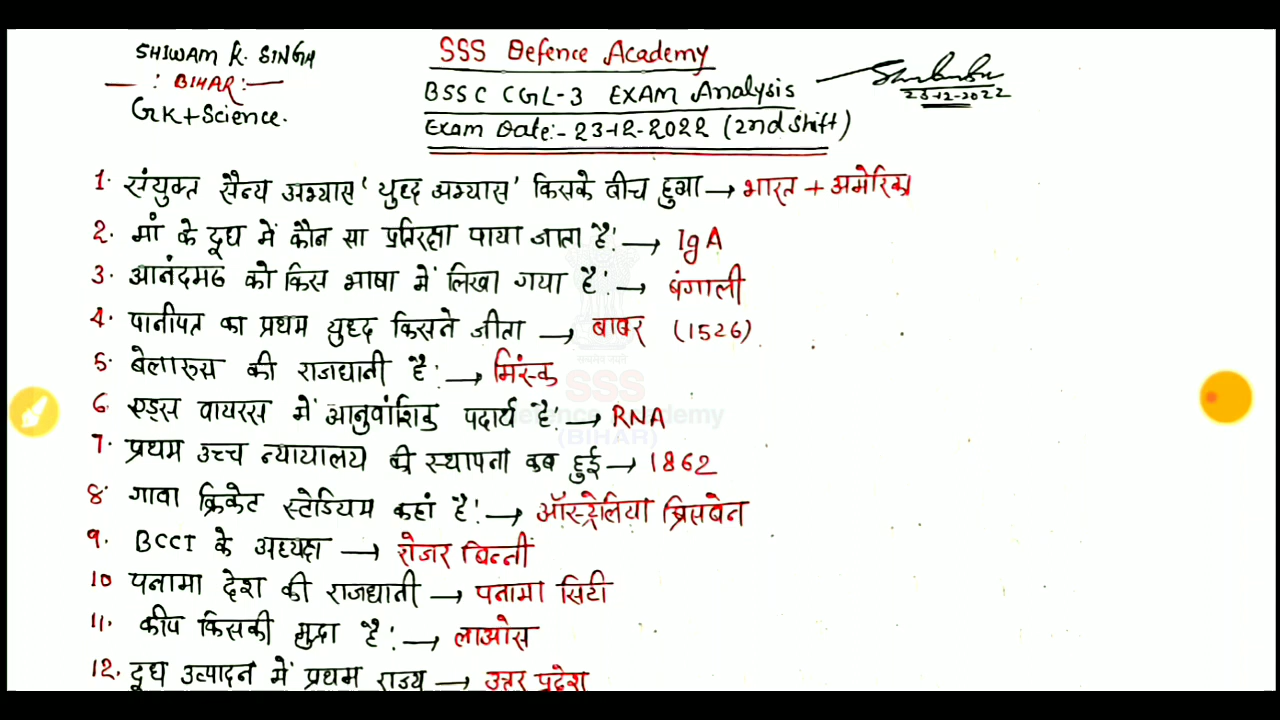 SHIWAM K. SINGH
SSS Defence Academy
: BIHAR:
BSSC CGL-3 EXAM Analysis
23-12-2022
GK+Science.
Exam Date:- 23-12-2022 (2nd Shift)
1. संयुक्त सैन्य अभ्यास 'युध्द अभ्यास' किसके बीच हुआ → भारत + अमेरिका
2. मां के दूध में कौन सा प्रतिरक्षा पाया जाता है! → IgA
3. आनंदमठ को किस भाषा में लिखा गया है! → बंगाली
4. पानीपत का प्रथम युध्द किसने जीता → बाबर (1526)
5. बेलारूस की राजधानी है! → मिंस्क
SSS
6. एड्स वायरस में आनुवांशिक पदार्थ है! → RNA
Defence Academy
(BIHAR)
7. प्रथम उच्च न्यायालय की स्थापना कब हुई → 1862
8. गावा क्रिकेट स्टेडियम कहां है! → ऑस्ट्रेलिया ब्रिसबेन
9. BCCI के अध्यक्ष → रोजर बिन्नी
10 पनामा देश की राजधानी → पनामा सिटी
11. कीप किसकी मुद्रा है! → लाओस
12. दूध उत्पादन में प्रथम राज्य → उत्तर प्रदेश